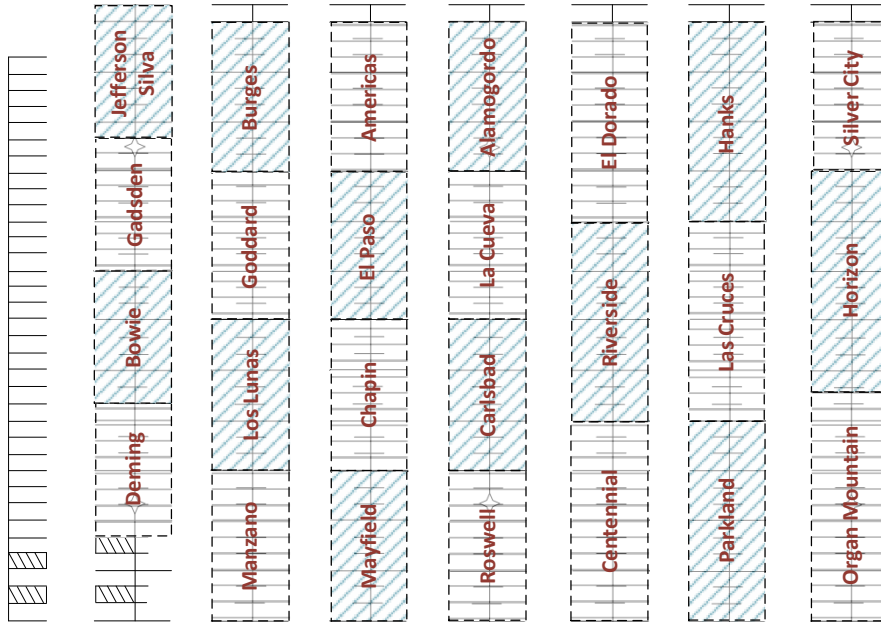 Jefferson
Silva
Gadsden
Bowie
Deming
Burges
Goddard
Los Lunas
Manzano
Americas
El Paso
Chapin
Mayfield
Alamogordo
La Cueva
Carlsbad
Roswell
El Dorado
Riverside
Centennial
Hanks
Las Cruces
Parkland
Silver City
Horizon
Organ Mountain